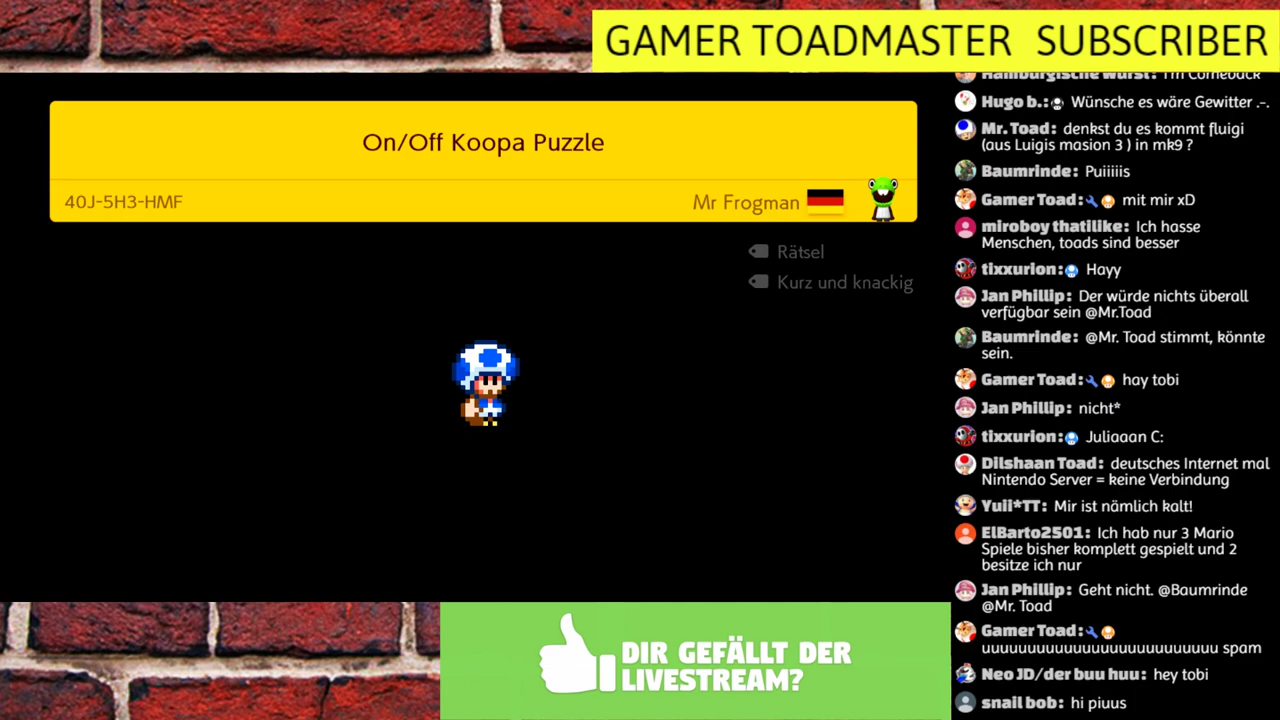 GAMER TOADMASTER SUBSCRIBER
On/Off Koopa Puzzle
40J-5H3-HMF
Mr Frogman
Rätsel
Kurz und knackig
Hamburgische Wurst: I'm Comeback
Hugo b.: Wünsche es wäre Gewitter .-.
Mr. Toad: denkst du es kommt fluigi
(aus Luigis masion 3 ) in mk9 ?
Baumrinde: Puiiiiis
Gamer Toad: mit mir xD
miroboy thatilike: Ich hasse
Menschen, toads sind besser
tixxurion: Hayy
Jan Phillip: Der würde nichts überall
verfügbar sein @Mr.Toad
Baumrinde: @Mr. Toad stimmt, könnte
sein.
Gamer Toad: hay tobi
Jan Phillip: nicht*
tixxurion: Juliaaan C:
Dilshaan Toad: deutsches Internet mal
Nintendo Server = keine Verbindung
Yuii*TT: Mir ist nämlich kalt!
ElBarto2501: Ich hab nur 3 Mario
Spiele bisher komplett gespielt und 2
besitze ich nur
Jan Phillip: Geht nicht. @Baumrinde
@Mr. Toad
Gamer Toad:
uuuuuuuuuuuuuuuuuuuuuuuuuu spam
Neo JD/der buu huu: hey tobi
snail bob: hi piuus
DIR GEFÄLLT DER
LIVESTREAM?